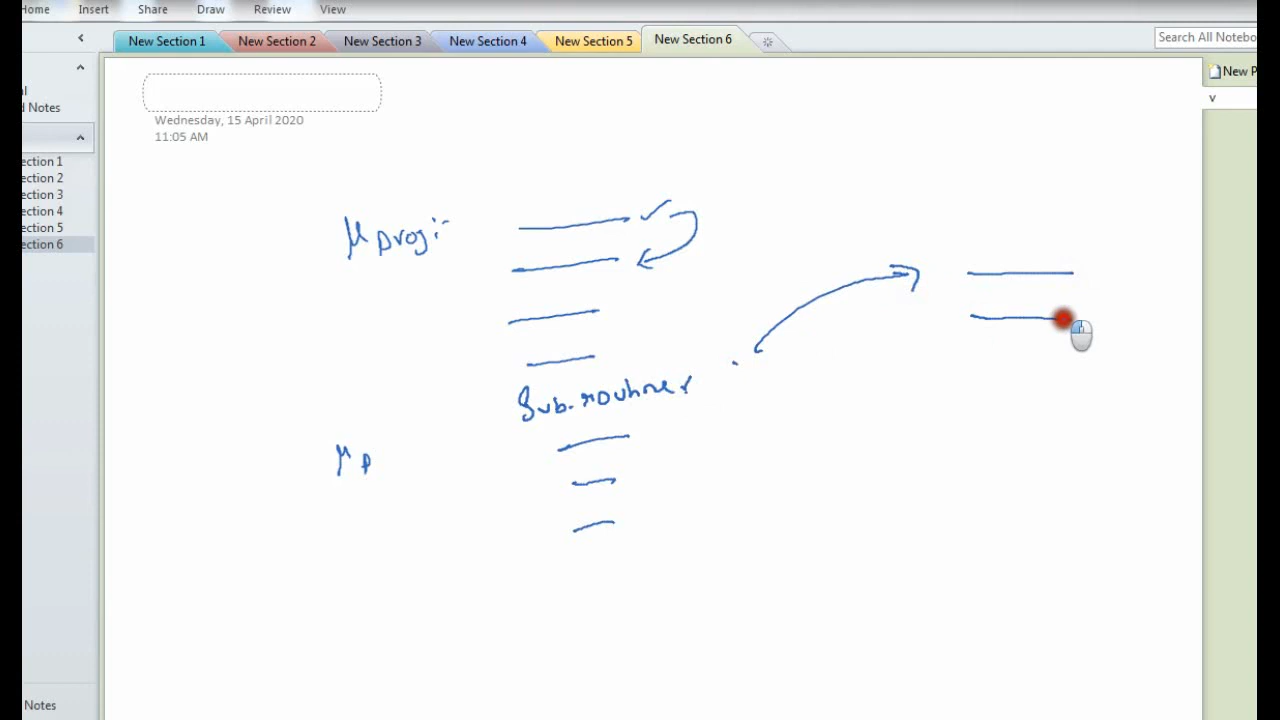 Home Insert Share Draw Review View
New Section 1 New Section 2 New Section 3 New Section 4 New Section 5 New Section 6
Search All Notebo
New P
v
l
d Notes
ection 1
ection 2
ection 3
ection 4
ection 5
ection 6
Wednesday, 15 April 2020
11:05 AM
μ prog:
Sub-routines
μ p
Notes